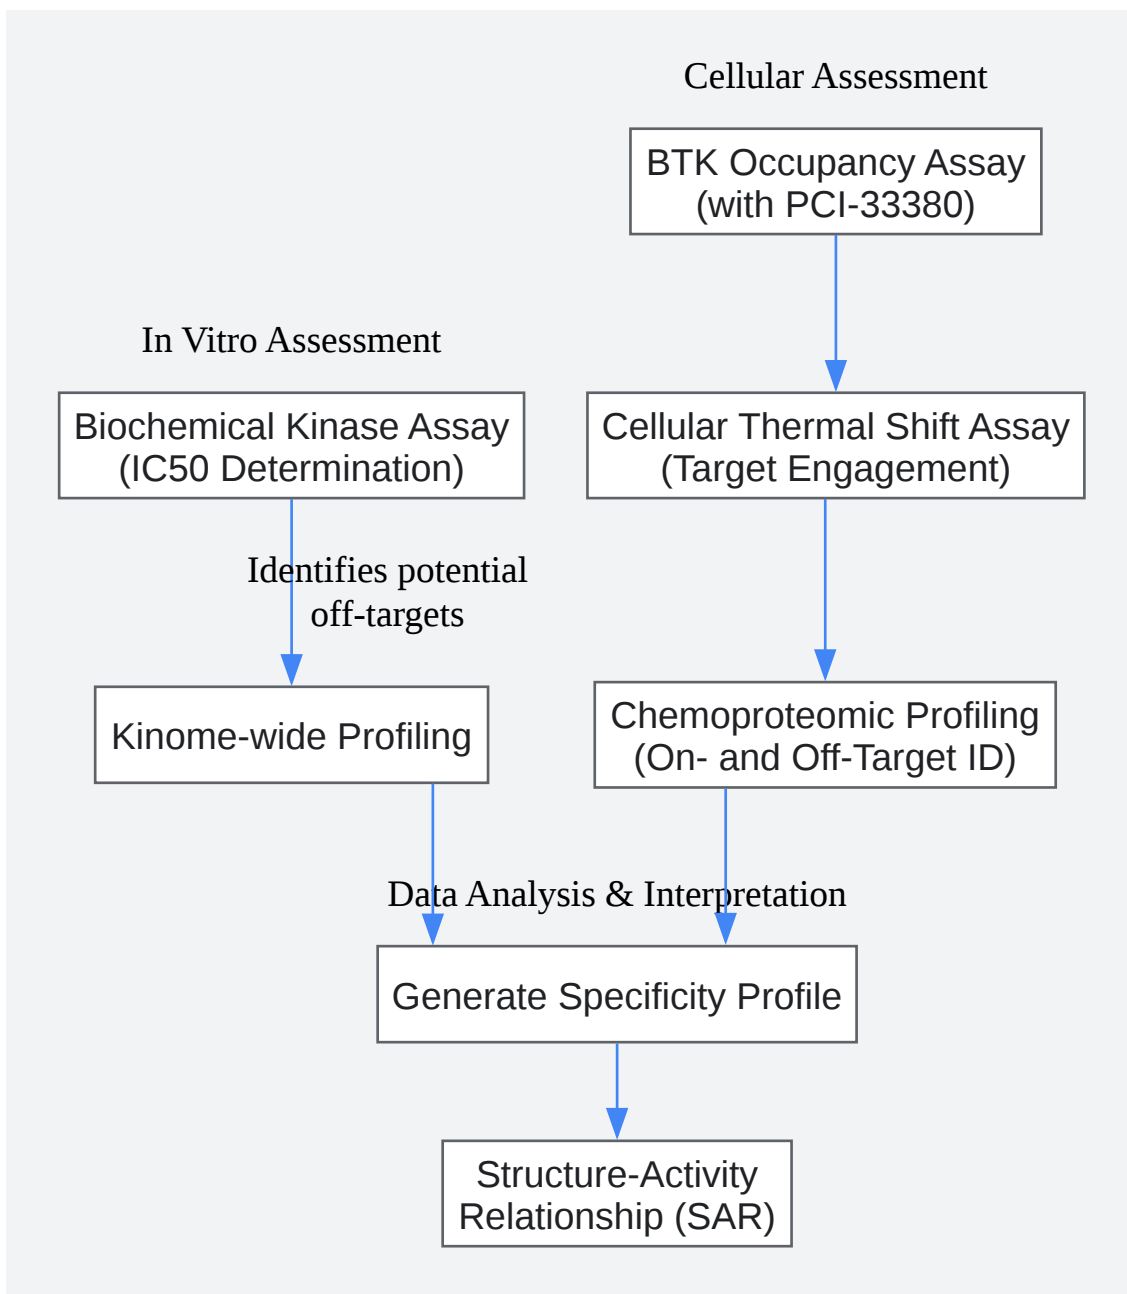 Cellular Assessment
BTK Occupancy Assay
(with PCI-33380)
In Vitro Assessment
Biochemical Kinase Assay
(IC50 Determination)
Cellular Thermal Shift Assay
(Target Engagement)
Identifies potential
off-targets
Kinome-wide Profiling
Chemoproteomic Profiling
(On- and Off-Target ID)
Data Analysis & Interpretation
Generate Specificity Profile
Structure-Activity
Relationship (SAR)